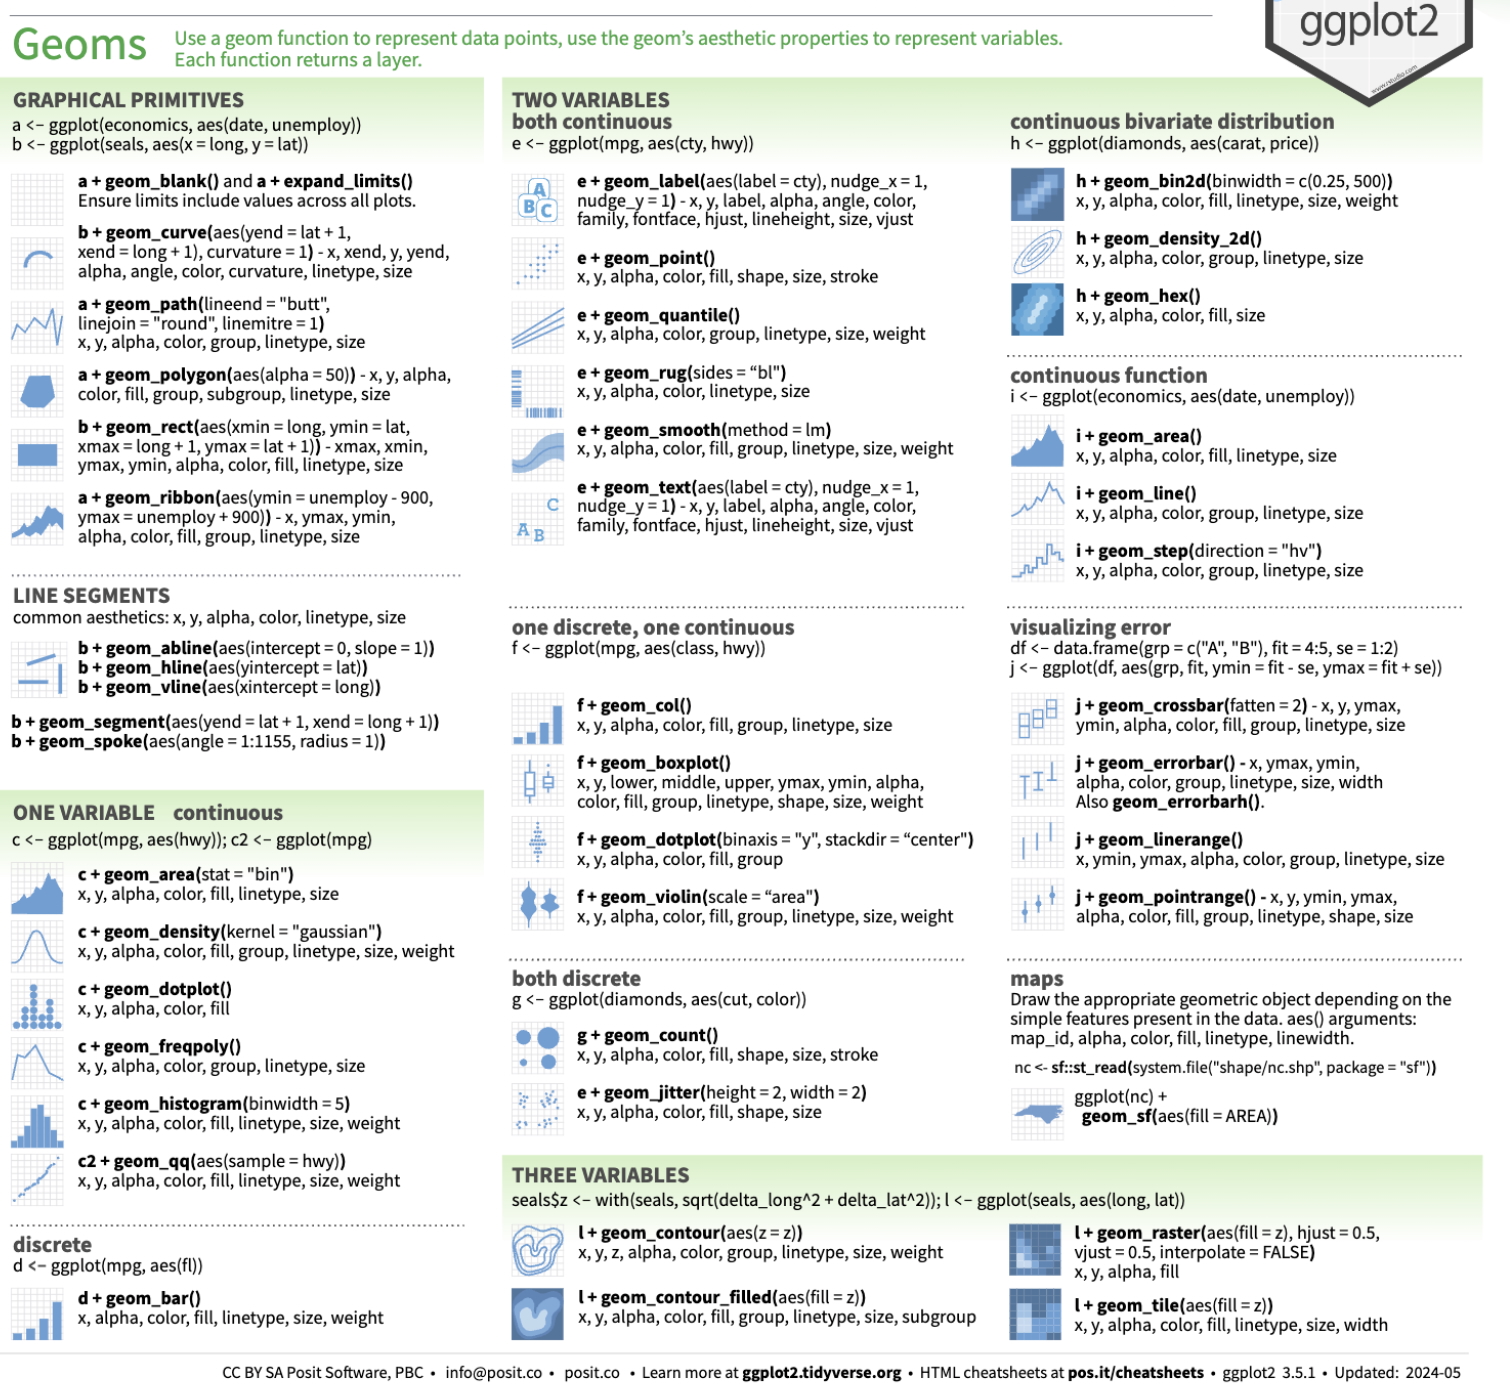 ggplot2
www.rstudio.com
Geoms
Use a geom function to represent data points, use the geom’s aesthetic properties to represent variables.
Each function returns a layer.
GRAPHICAL PRIMITIVES
a <- ggplot(economics, aes(date, unemploy))
b <- ggplot(seals, aes(x = long, y = lat))
a + geom_blank() and a + expand_limits()
Ensure limits include values across all plots.
b + geom_curve(aes(yend = lat + 1,
xend = long + 1), curvature = 1) - x, xend, y, yend,
alpha, angle, color, curvature, linetype, size
a + geom_path(lineend = "butt",
linejoin = "round", linemitre = 1)
x, y, alpha, color, group, linetype, size
a + geom_polygon(aes(alpha = 50)) - x, y, alpha,
color, fill, group, subgroup, linetype, size
b + geom_rect(aes(xmin = long, ymin = lat,
xmax = long + 1, ymax = lat + 1)) - xmax, xmin,
ymax, ymin, alpha, color, fill, linetype, size
a + geom_ribbon(aes(ymin = unemploy - 900,
ymax = unemploy + 900)) - x, ymax, ymin,
alpha, color, fill, group, linetype, size
LINE SEGMENTS
common aesthetics: x, y, alpha, color, linetype, size
b + geom_abline(aes(intercept = 0, slope = 1))
b + geom_hline(aes(yintercept = lat))
b + geom_vline(aes(xintercept = long))
b + geom_segment(aes(yend = lat + 1, xend = long + 1))
b + geom_spoke(aes(angle = 1:1155, radius = 1))
ONE VARIABLE continuous
c <- ggplot(mpg, aes(hwy)); c2 <- ggplot(mpg)
c + geom_area(stat = "bin")
x, y, alpha, color, fill, linetype, size
c + geom_density(kernel = "gaussian")
x, y, alpha, color, fill, group, linetype, size, weight
c + geom_dotplot()
x, y, alpha, color, fill
c + geom_freqpoly()
x, y, alpha, color, group, linetype, size
c + geom_histogram(binwidth = 5)
x, y, alpha, color, fill, linetype, size, weight
c2 + geom_qq(aes(sample = hwy))
x, y, alpha, color, fill, linetype, size, weight
discrete
d <- ggplot(mpg, aes(fl))
d + geom_bar()
x, alpha, color, fill, linetype, size, weight
TWO VARIABLES
both continuous
e <- ggplot(mpg, aes(cty, hwy))
A
B C
e + geom_label(aes(label = cty), nudge_x = 1,
nudge_y = 1) - x, y, label, alpha, angle, color,
family, fontface, hjust, lineheight, size, vjust
e + geom_point()
x, y, alpha, color, fill, shape, size, stroke
e + geom_quantile()
x, y, alpha, color, group, linetype, size, weight
e + geom_rug(sides = “bl")
x, y, alpha, color, linetype, size
e + geom_smooth(method = lm)
x, y, alpha, color, fill, group, linetype, size, weight
C
A B
e + geom_text(aes(label = cty), nudge_x = 1,
nudge_y = 1) - x, y, label, alpha, angle, color,
family, fontface, hjust, lineheight, size, vjust
one discrete, one continuous
f <- ggplot(mpg, aes(class, hwy))
f + geom_col()
x, y, alpha, color, fill, group, linetype, size
f + geom_boxplot()
x, y, lower, middle, upper, ymax, ymin, alpha,
color, fill, group, linetype, shape, size, weight
f + geom_dotplot(binaxis = "y", stackdir = “center")
x, y, alpha, color, fill, group
f + geom_violin(scale = “area")
x, y, alpha, color, fill, group, linetype, size, weight
both discrete
g <- ggplot(diamonds, aes(cut, color))
g + geom_count()
x, y, alpha, color, fill, shape, size, stroke
e + geom_jitter(height = 2, width = 2)
x, y, alpha, color, fill, shape, size
continuous bivariate distribution
h <- ggplot(diamonds, aes(carat, price))
h + geom_bin2d(binwidth = c(0.25, 500))
x, y, alpha, color, fill, linetype, size, weight
h + geom_density_2d()
x, y, alpha, color, group, linetype, size
h + geom_hex()
x, y, alpha, color, fill, size
continuous function
i <- ggplot(economics, aes(date, unemploy))
i + geom_area()
x, y, alpha, color, fill, linetype, size
i + geom_line()
x, y, alpha, color, group, linetype, size
i + geom_step(direction = "hv")
x, y, alpha, color, group, linetype, size
visualizing error
df <- data.frame(grp = c("A", "B"), fit = 4:5, se = 1:2)
j <- ggplot(df, aes(grp, fit, ymin = fit - se, ymax = fit + se))
j + geom_crossbar(fatten = 2) - x, y, ymax,
ymin, alpha, color, fill, group, linetype, size
j + geom_errorbar() - x, ymax, ymin,
alpha, color, group, linetype, size, width
Also geom_errorbarh().
j + geom_linerange()
x, ymin, ymax, alpha, color, group, linetype, size
j + geom_pointrange() - x, y, ymin, ymax,
alpha, color, fill, group, linetype, shape, size
maps
Draw the appropriate geometric object depending on the
simple features present in the data. aes() arguments:
map_id, alpha, color, fill, linetype, linewidth.
nc <- sf::st_read(system.file("shape/nc.shp", package = "sf"))
ggplot(nc) +
geom_sf(aes(fill = AREA))
THREE VARIABLES
seals$z <- with(seals, sqrt(delta_long^2 + delta_lat^2)); l <- ggplot(seals, aes(long, lat))
l + geom_contour(aes(z = z))
x, y, z, alpha, color, group, linetype, size, weight
l + geom_contour_filled(aes(fill = z))
x, y, alpha, color, fill, group, linetype, size, subgroup
l + geom_raster(aes(fill = z), hjust = 0.5,
vjust = 0.5, interpolate = FALSE)
x, y, alpha, fill
l + geom_tile(aes(fill = z))
x, y, alpha, color, fill, linetype, size, width
CC BY SA Posit Software, PBC • info@posit.co • posit.co • Learn more at ggplot2.tidyverse.org • HTML cheatsheets at pos.it/cheatsheets • ggplot2 3.5.1 • Updated: 2024-05